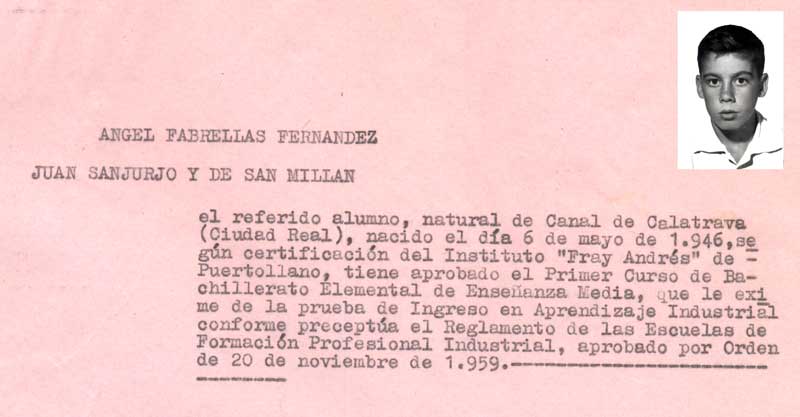 ANGEL FABRELLAS FERNANDEZ
JUAN SANJURJO Y DE SAN MILLAN
el referido alumno, natural de Canal de Calatrava
(Ciudad Real), nacido el día 6 de mayo de 1.946,se
gún certificación del Instituto "Fray Andrés" de -
Puertollano, tiene aprobado el Primer Curso de Ba-
chillerato Elemental de Enseñanza Media, que le exi
me de la prueba de Ingreso en Aprendizaje Industrial
conforme preceptúa el Reglamento de las Escuelas de
Formación Profesional Industrial, aprobado por Orden
de 20 de noviembre de 1.959.-